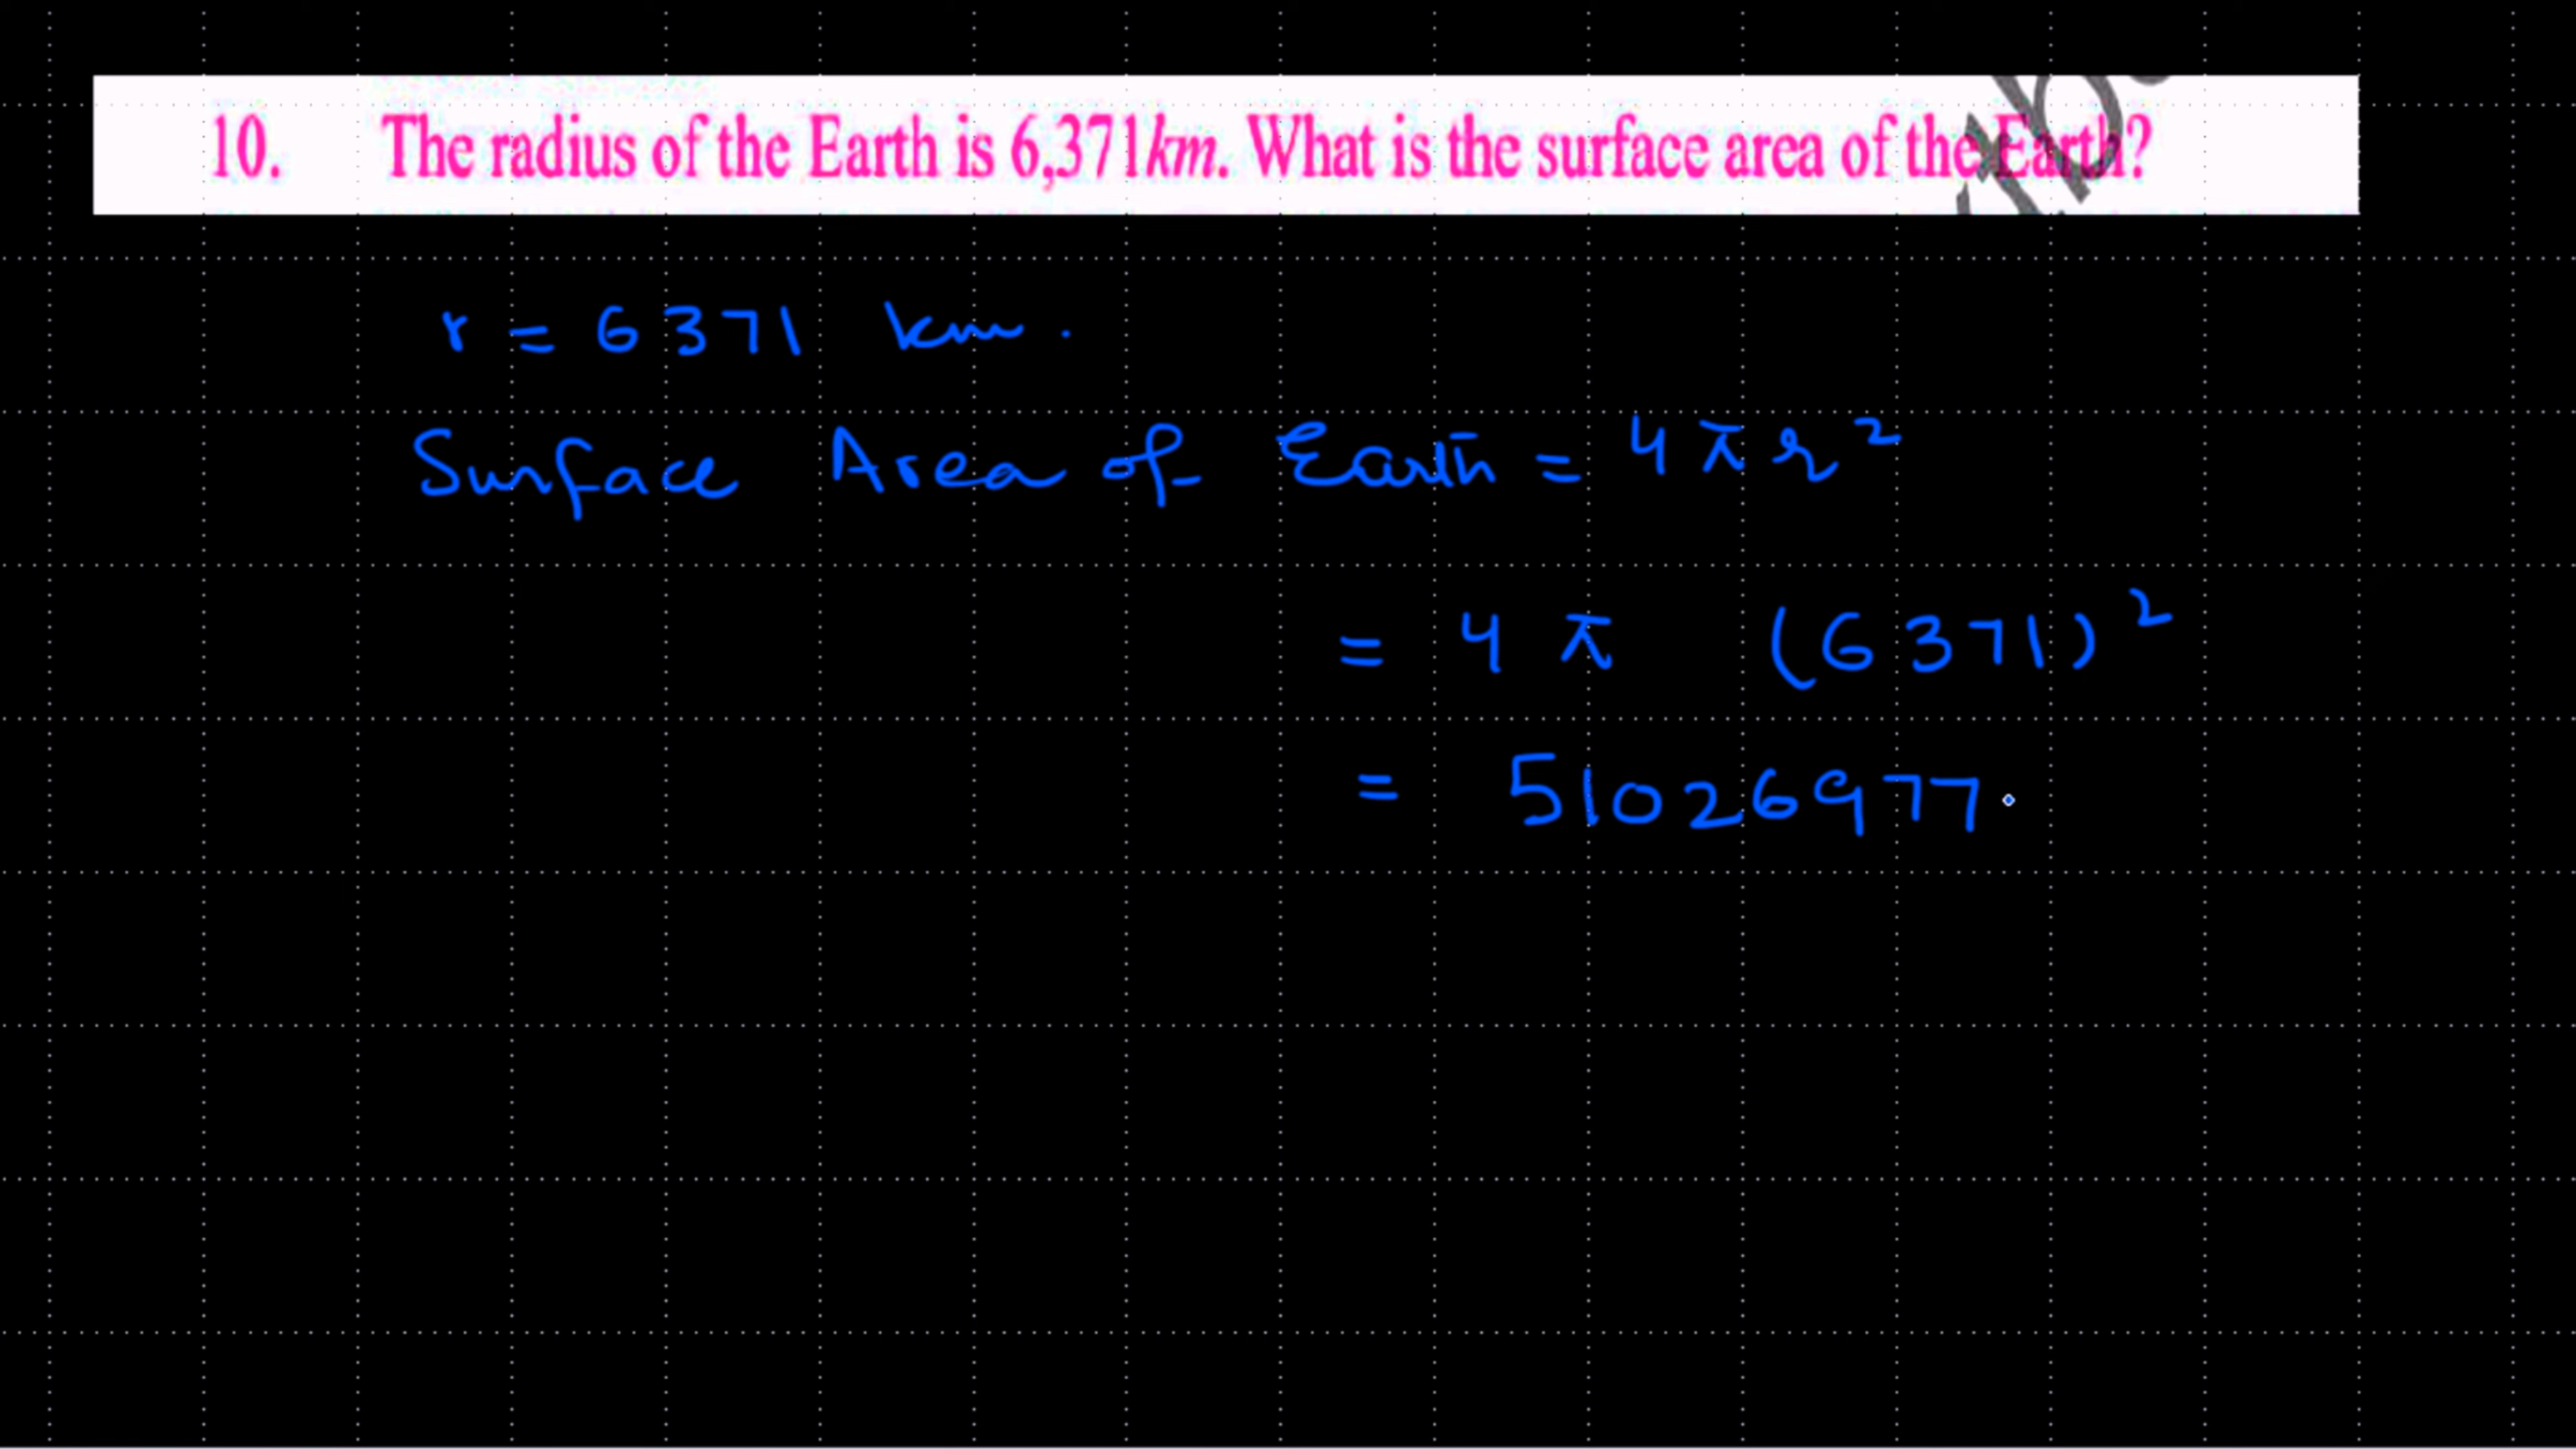 10. The radius of the Earth is 6,371km. What is the surface area of the Earth?
r = 6371 km.
Surface Area of Earth = 4πr²
= 4π (6371)²
= 51026977